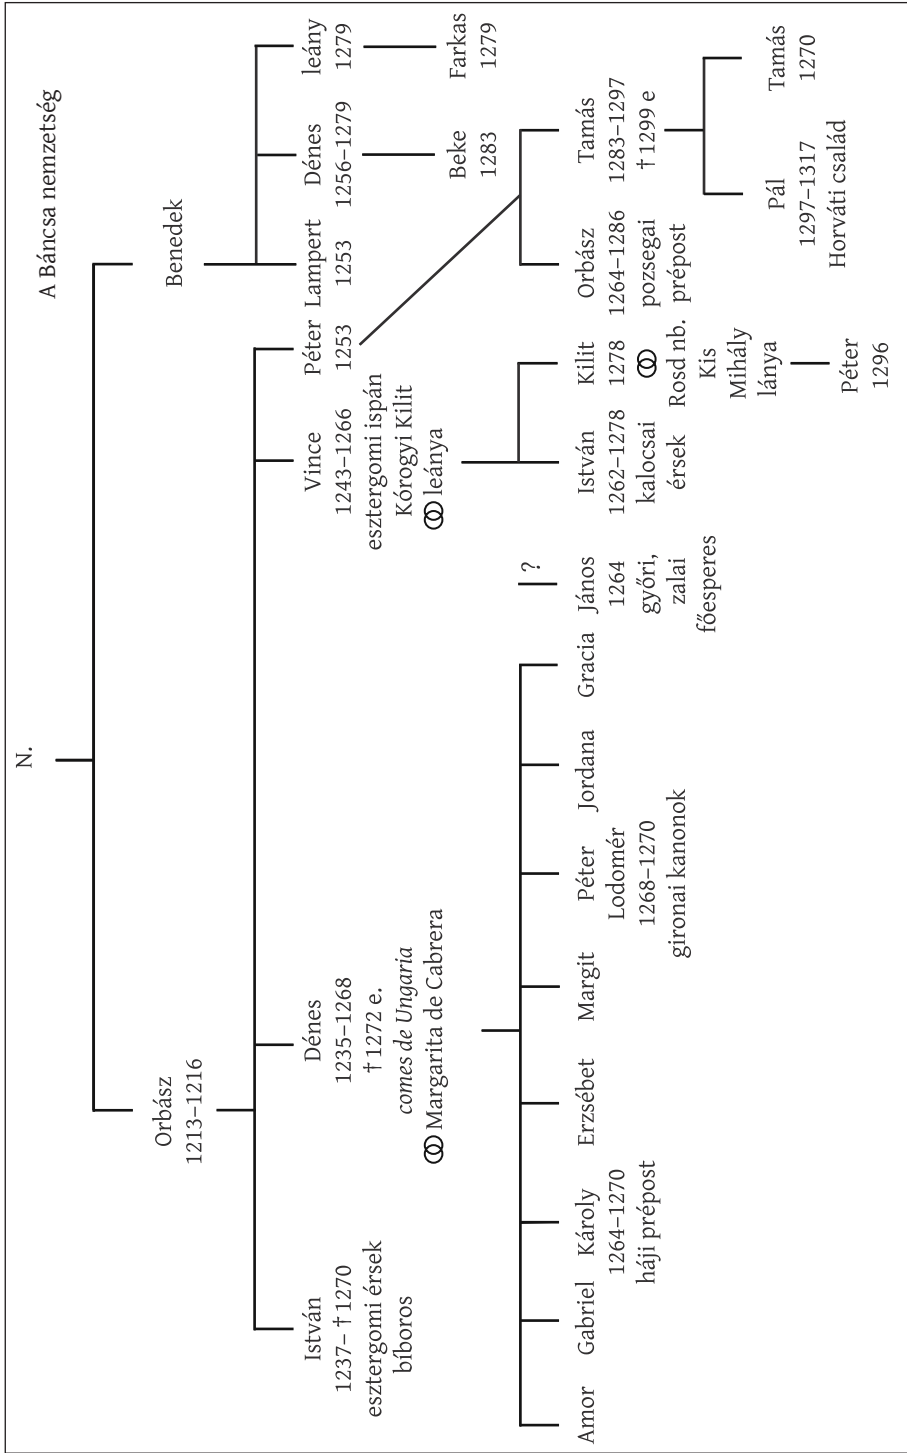 A Báncsa nemzetség
N.
Orbász
1213–1216
Benedek
István
1237– †1270
esztergomi érsek
bíboros
Dénes
1235–1268
†1272 e.
comes de Ungaria
Margarita de Cabrera
Vince
1243–1266
esztergomi ispán
Kórogyi Kilit
leánya
Péter
1253
Lampert
1253
Dénes
1256–1279
leány
1279
Beke
1283
Farkas
1279
Amor
Gabriel
Károly
1264–1270
háji prépost
Erzsébet
Margit
Péter
Lodomér
1268–1270
gironai kanonok
Jordana
Gracia
?
János
1264
győri,
zalai
főesperes
István
1262–1278
kalocsai
érsek
Kilit
1278
Rosd nb.
Kis
Mihály
lánya
Péter
1296
Orbász
1264–1286
pozsegai
prépost
Tamás
1283–1297
†1299 e
Pál
1297–1317
Horváti család
Tamás
1270